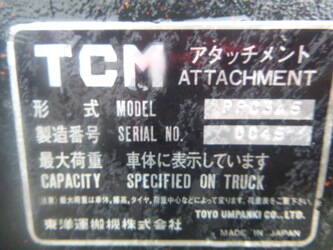 TCM アタッチメント
ATTACHMENT
形 式 MODEL
製造番号 SERIAL NO. 0045
最大荷重 車体に表示しています
CAPACITY SPECIFIED ON TRUCK
TOYO UMPANKI CO., LTD.
東洋運搬機株式会社 MADE IN JAPAN